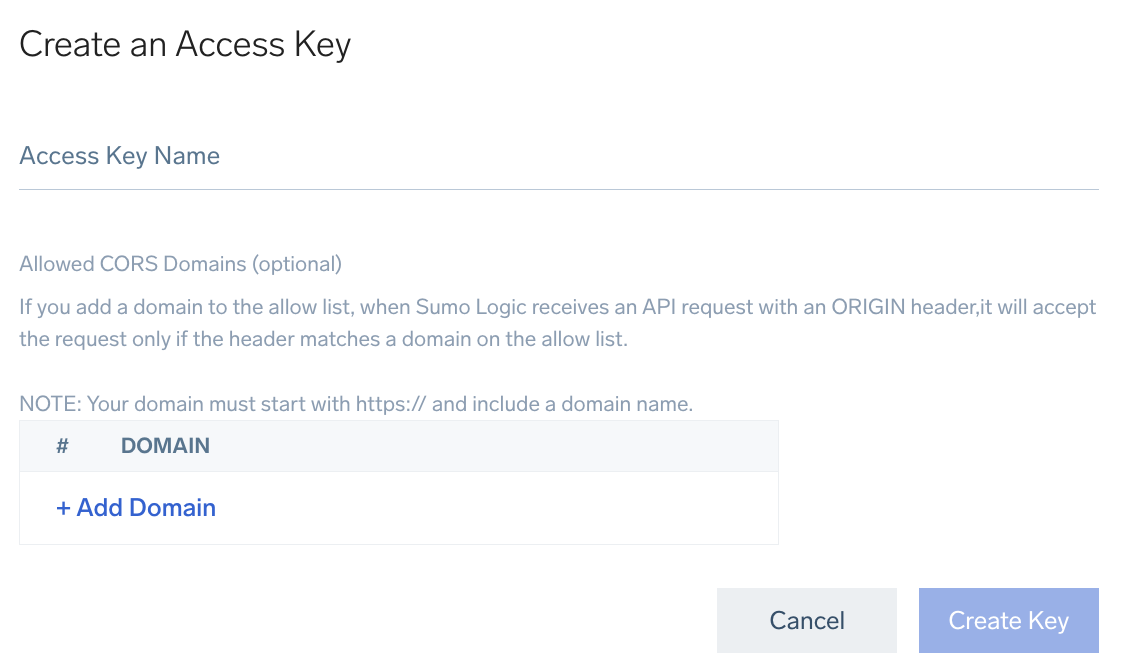 Create an Access Key
Access Key Name
Allowed CORS Domains (optional)
If you add a domain to the allow list, when Sumo Logic receives an API request with an ORIGIN header,it will accept
the request only if the header matches a domain on the allow list.
NOTE: Your domain must start with https:// and include a domain name.
# DOMAIN
+ Add Domain
Cancel Create Key